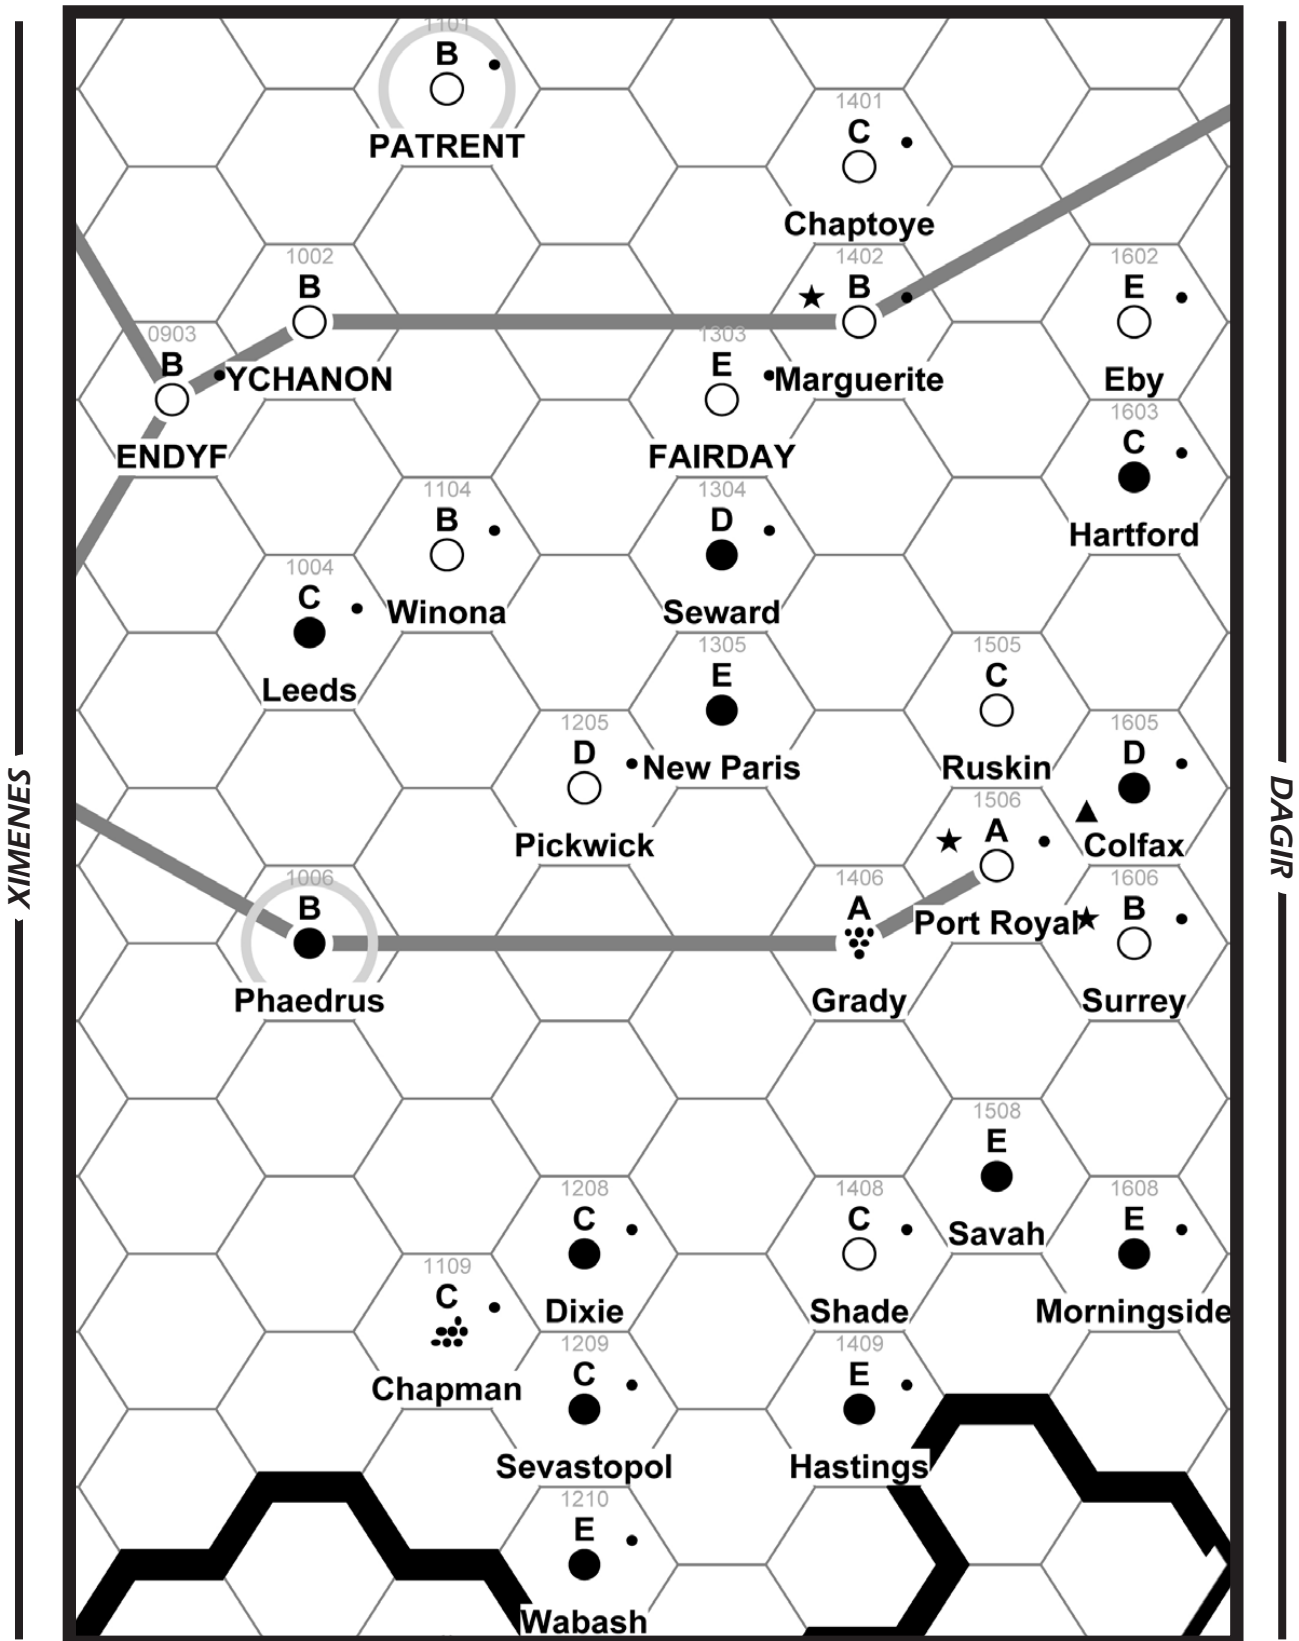 1101
B
PATRENT
1401
C
Chaptoye
1002
B
YCHANON
1402
B
Marguerite
1602
E
Eby
0903
B
ENDYF
1303
E
FAIRDAY
1603
C
Hartford
1104
B
Winona
1304
D
Seward
1004
C
Leeds
1305
E
New Paris
1505
C
Ruskin
1205
D
Pickwick
1605
D
Colfax
XIMENES
DAGIR
1506
A
Port Royal
1006
B
Phaedrus
1406
A
Grady
1606
B
Surrey
1508
E
Savah
1208
C
Dixie
1408
C
Shade
1608
E
Morningside
1109
C
Chapman
1209
C
Sevastopol
1409
E
Hastings
1210
E
Wabash